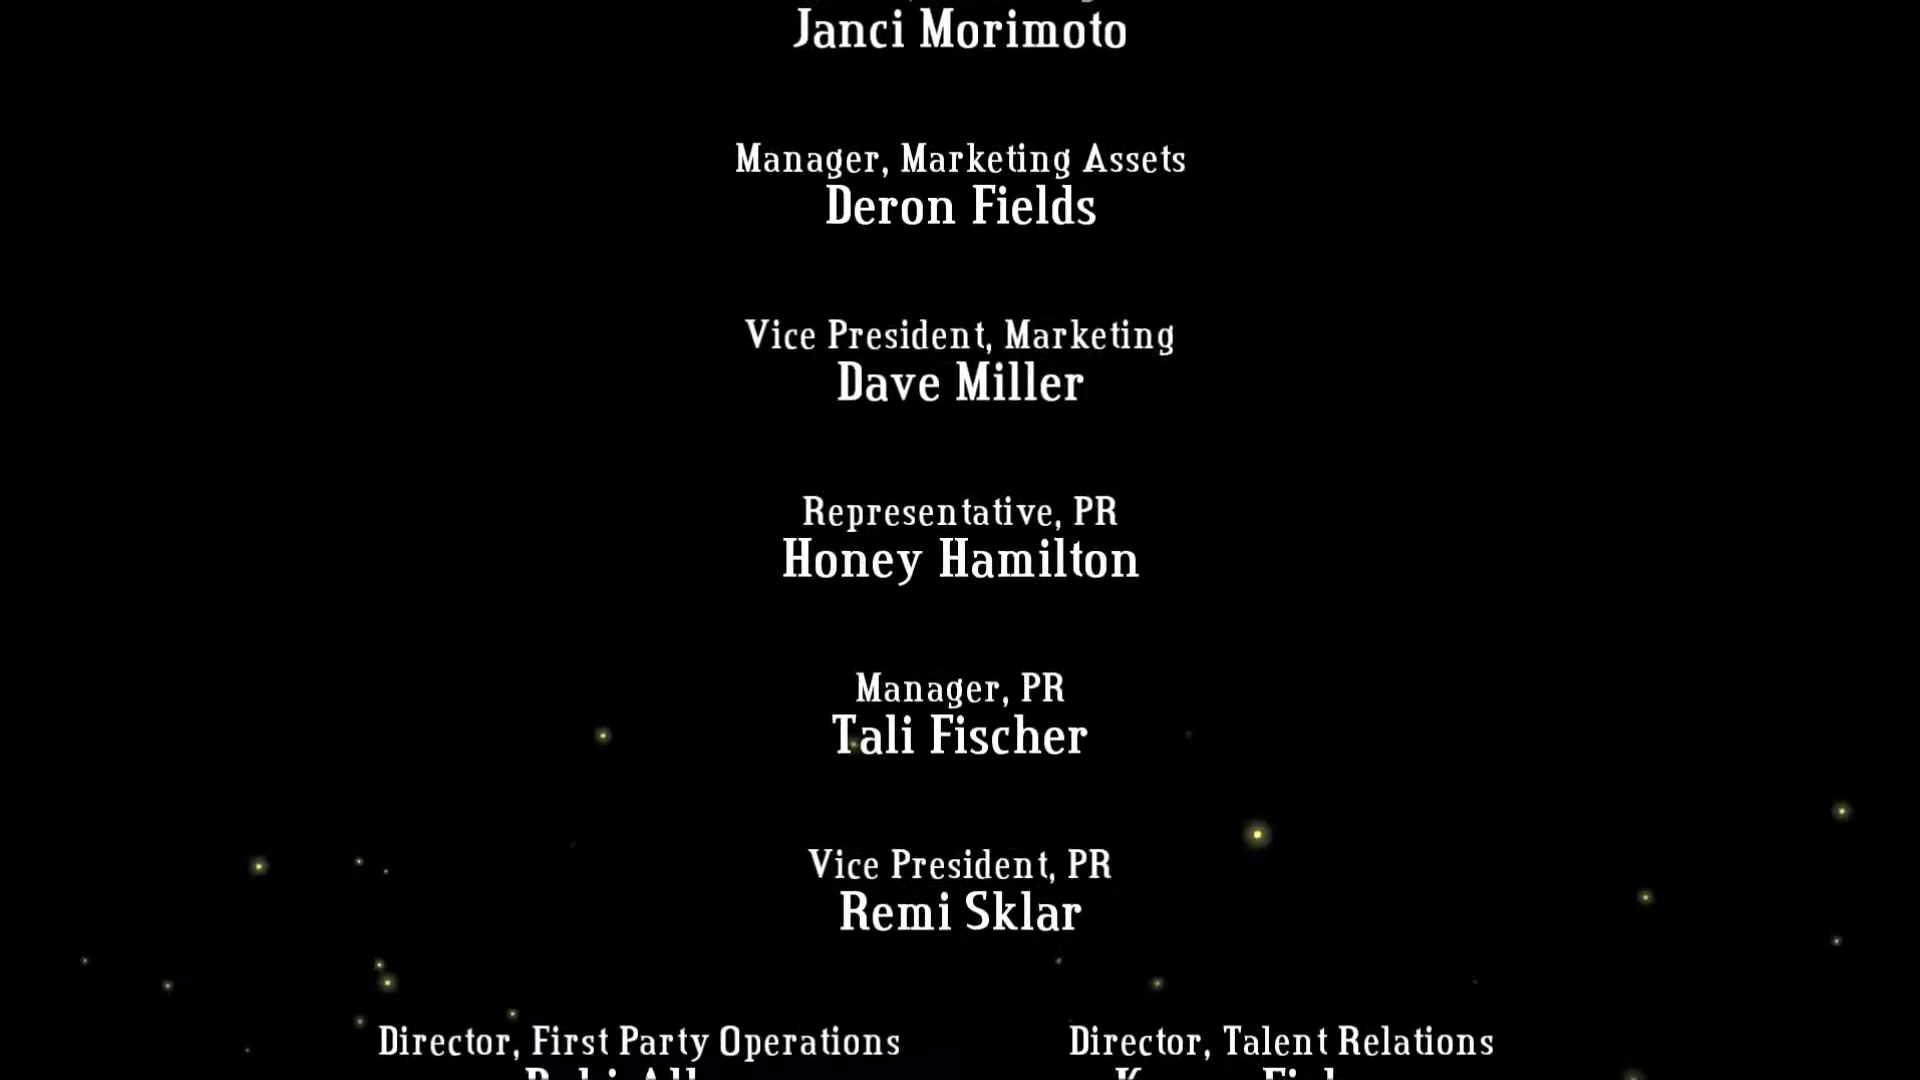 Janci Morimoto
Manager, Marketing Assets
Deron Fields
Vice President, Marketing
Dave Miller
Representative, PR
Honey Hamilton
Manager, PR
Tali Fischer
Vice President, PR
Remi Sklar
Director, First Party Operations
Director, Talent Relations